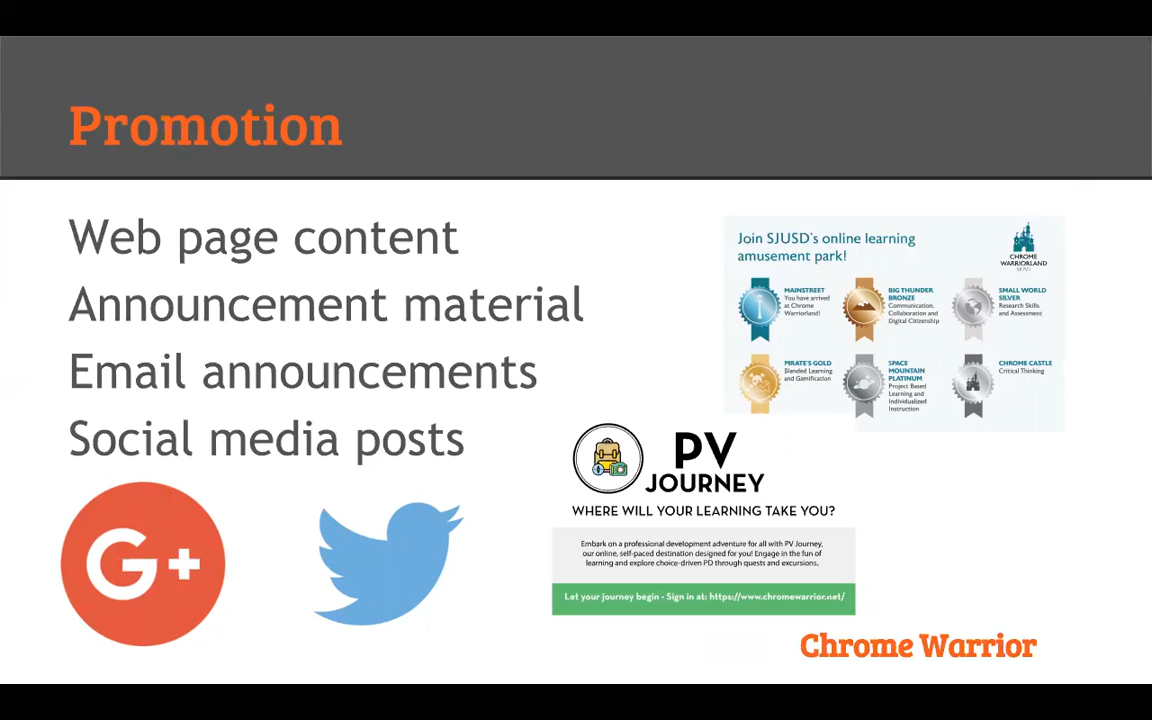 Promotion
Web page content
Announcement material
Email announcements
Social media posts
G+
Join SJUSD's online learning
amusement park!
CHROME
WARRIORLAND
MAINSTREET
You have arrived
at Chrome
Warriorland!
BIG THUNDER
BRONZE
Communication,
Collaboration and
Digital Citizenship
SMALL WORLD
SILVER
Research Skills
and Assessment
PIRATE'S GOLD
Blended Learning
and Gamification
SPACE
MOUNTAIN
PLATINUM
Project Based
Learning and
Individualized
Instruction
CHROME CASTLE
Critical Thinking
PV
JOURNEY
WHERE WILL YOUR LEARNING TAKE YOU?
Embark on a professional development adventure for all with PV Journey,
our online, self-paced destination designed for you! Engage in the fun of
learning and explore choice-driven PD through quests and excursions.
Let your journey begin - Sign in at: https://www.chromewarrior.net/
Chrome Warrior